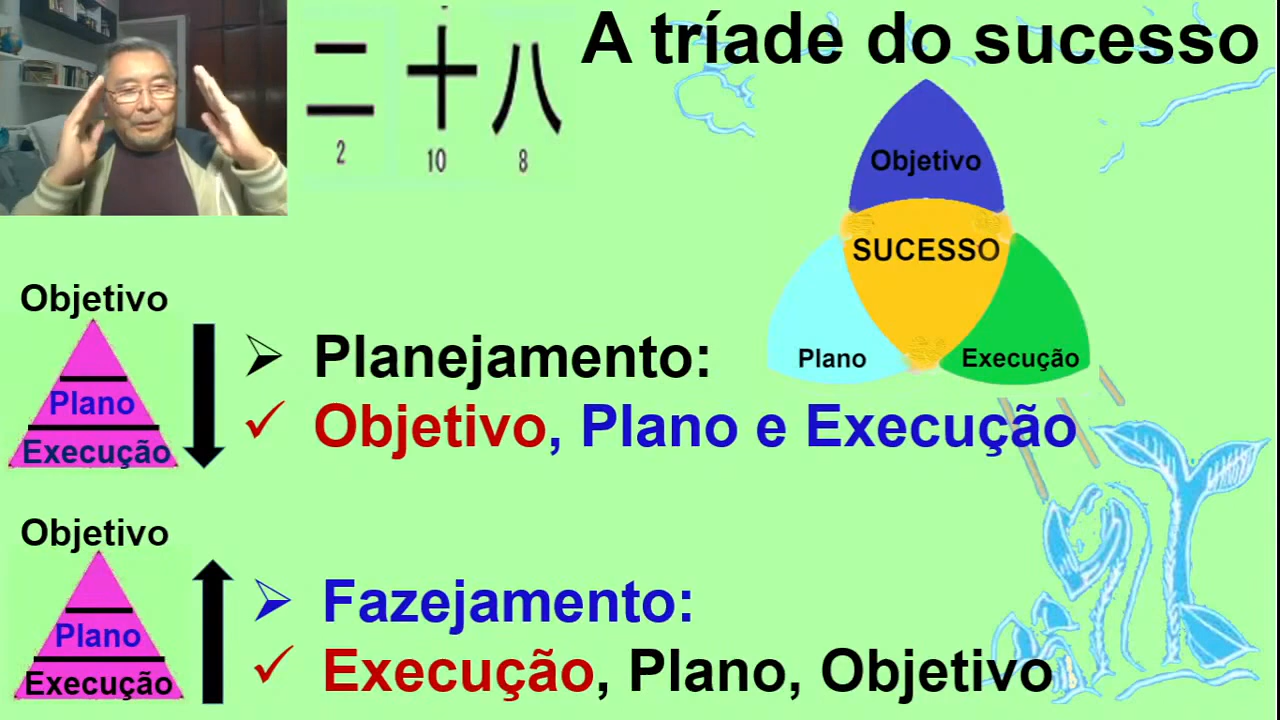 A tríade do sucesso
二 十 八
2 10 8
Objetivo
SUCESSO
Plano Execução
Objetivo
Plano
Execução
➢ Planejamento:
✓ Objetivo, Plano e Execução
Objetivo
Plano
Execução
➢ Fazejamento:
✓ Execução, Plano, Objetivo